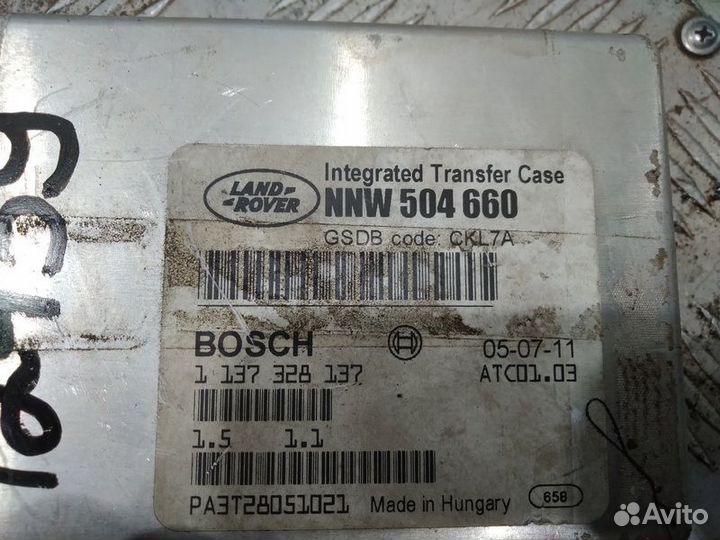 Integrated Transfer Case
LAND ROVER
NNW 504 660
GSDB code: CKL7A
BOSCH
05-07-11
1 137 328 137
ATC01.03
1.5 1.1
PA3T28051021
Made in Hungary
658
Avito